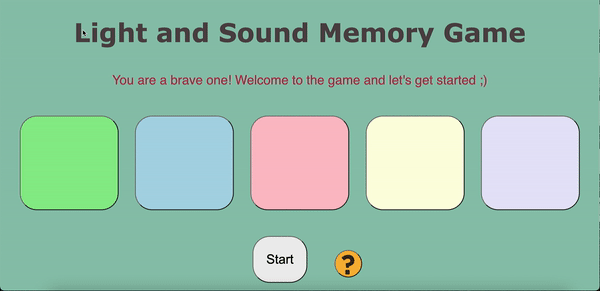 Light and Sound Memory Game
You are a brave one! Welcome to the game and let's get started ;)
Start
?